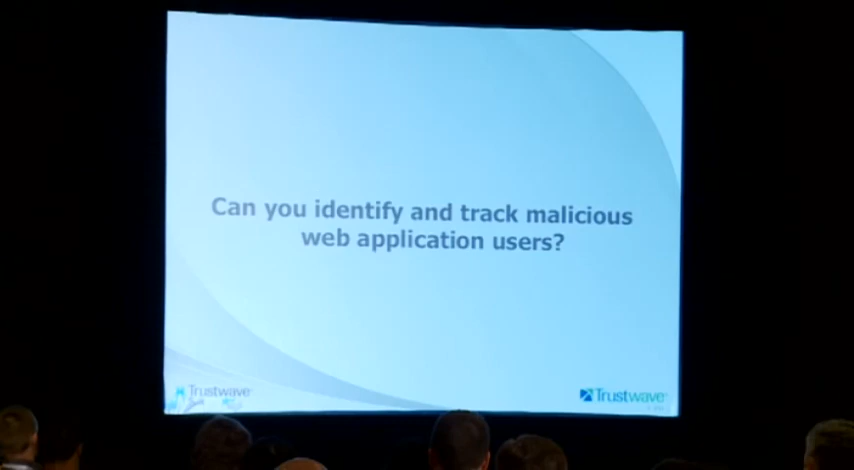 Can you identify and track malicious
web application users?
Trustwave
Trustwave